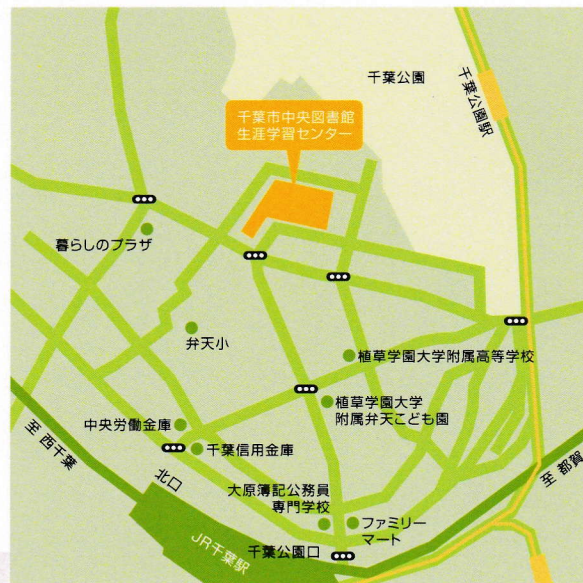 千葉公園
千葉公園駅
千葉市中央図書館
生涯学習センター
暮らしのプラザ
弁天小
植草学園大学附属高等学校
植草学園大学
附属弁天こども園
中央労働金庫
千葉信用金庫
至 西千葉
北口
至 都賀
大原簿記公務員
専門学校
ファミリー
マート
千葉公園口
JR千葉駅